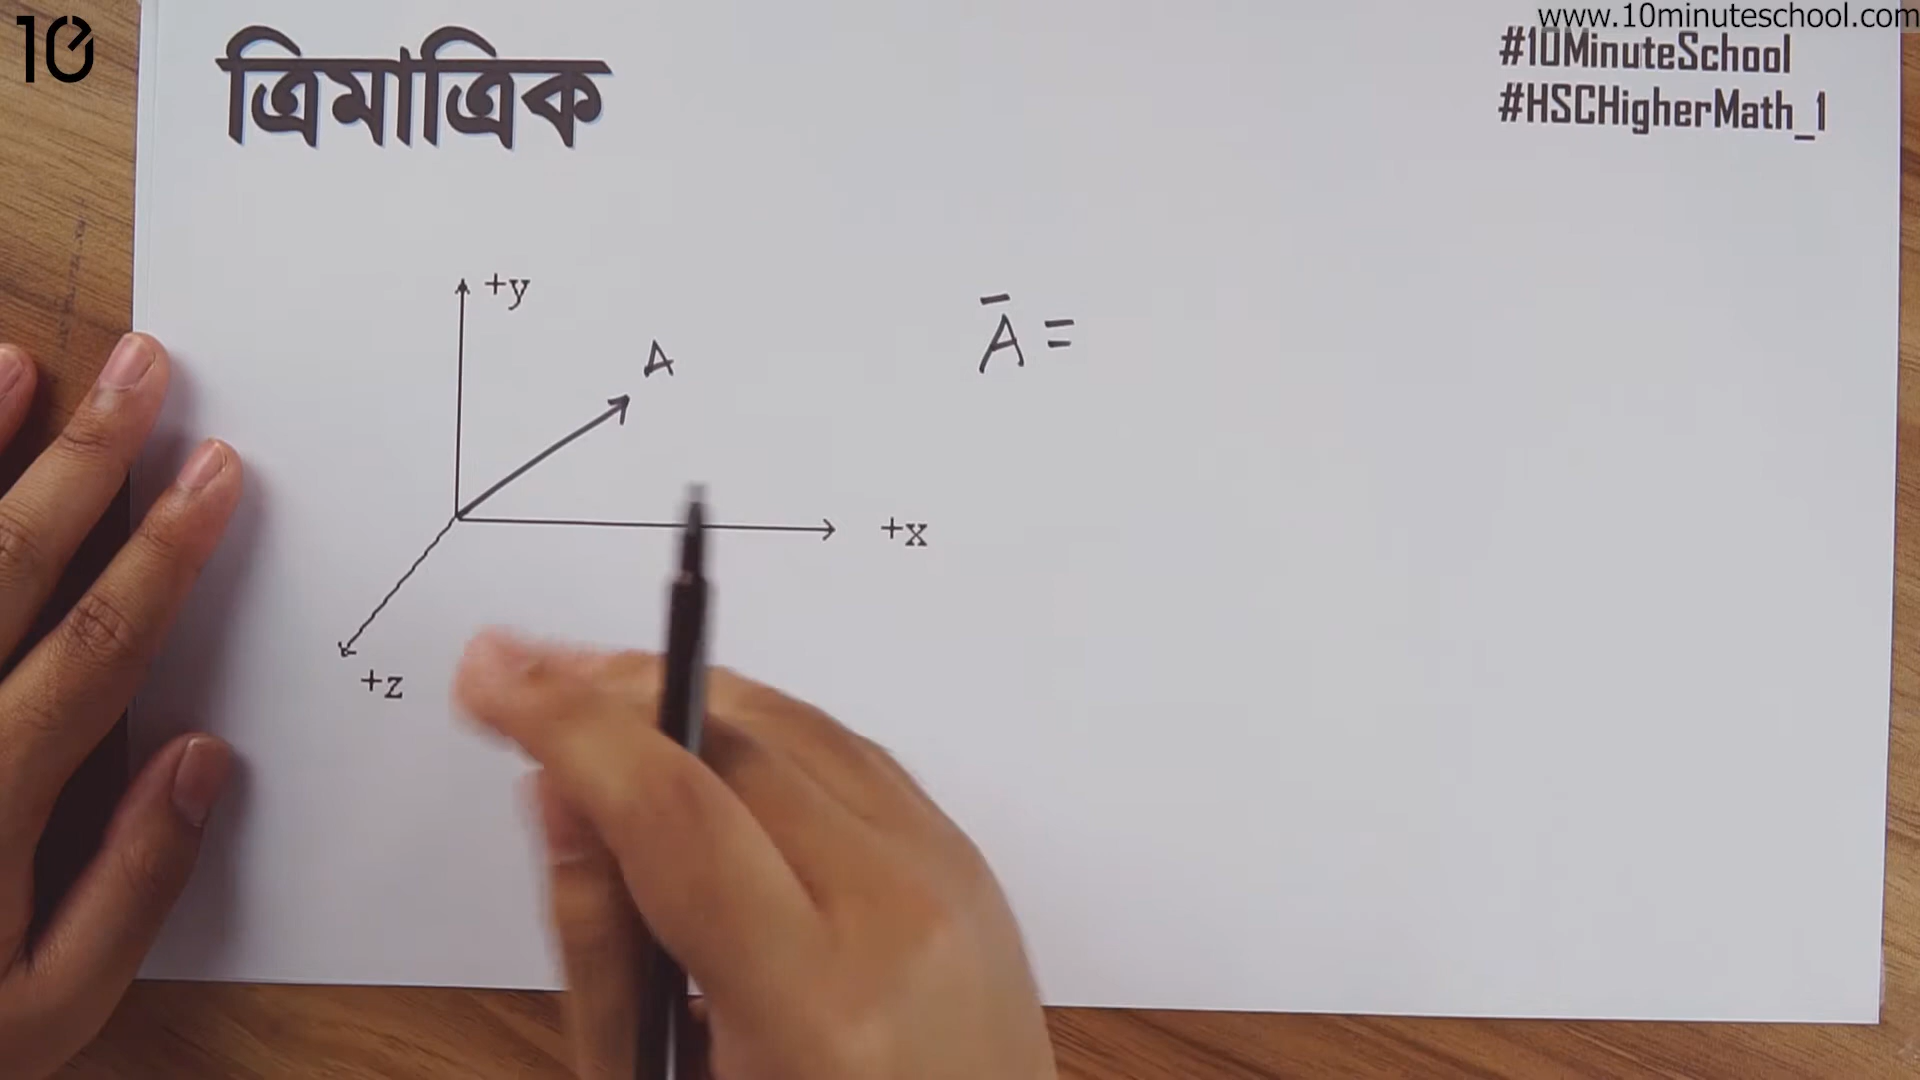 10
www.10minuteschool.com
ত্রিমাত্রিক
#10MinuteSchool
#HSCHigherMath_1
+y
A
Ā =
+x
+z